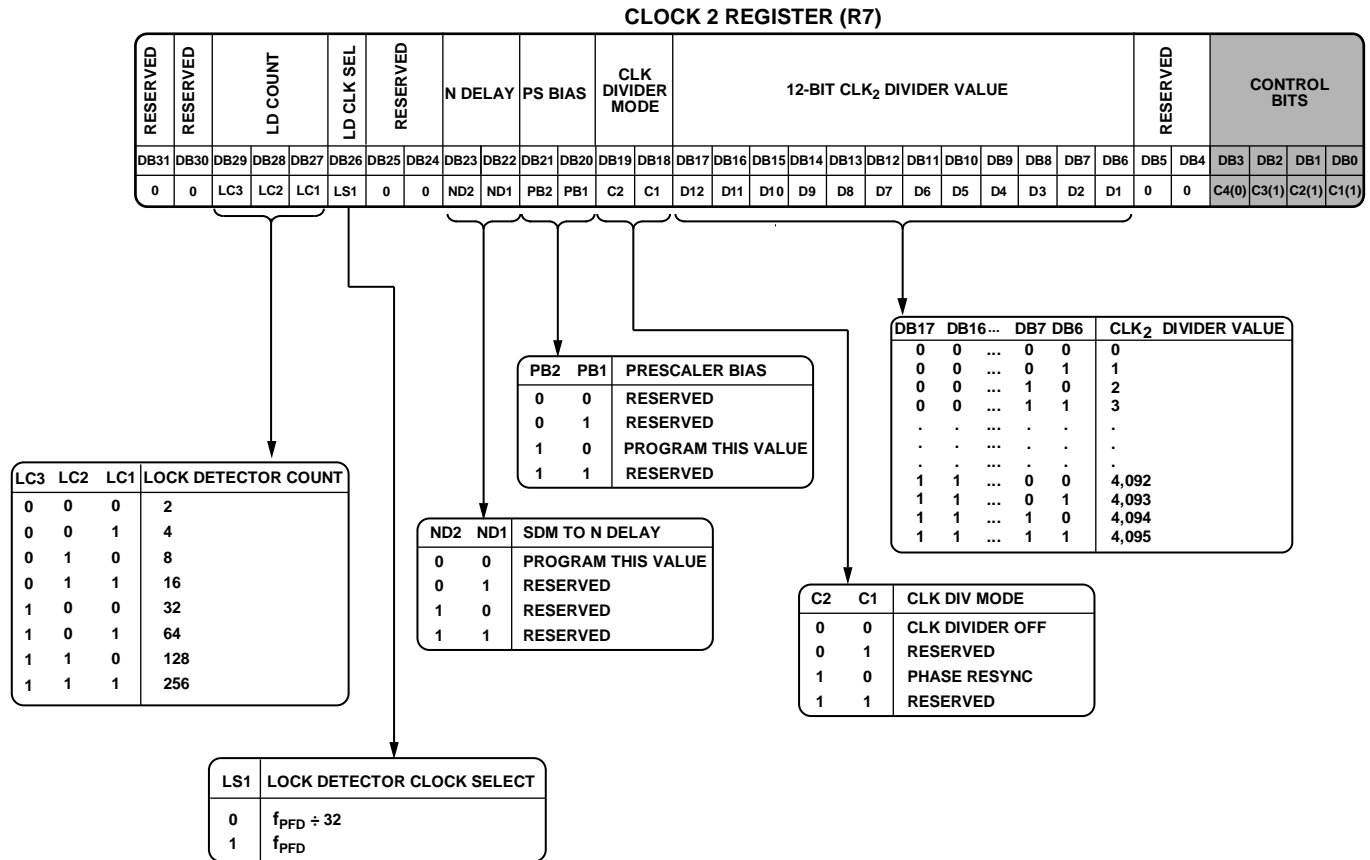 CLOCK 2 REGISTER (R7)
RESERVED RESERVED LD COUNT LD CLK SEL RESERVED N DELAY PS BIAS CLK DIVIDER MODE 12-BIT CLK2 DIVIDER VALUE RESERVED CONTROL BITS
DB31 DB30 DB29 DB28 DB27 DB26 DB25 DB24 DB23 DB22 DB21 DB20 DB19 DB18 DB17 DB16 DB15 DB14 DB13 DB12 DB11 DB10 DB9 DB8 DB7 DB6 DB5 DB4 DB3 DB2 DB1 DB0
0 0 LC3 LC2 LC1 LS1 0 0 ND2 ND1 PB2 PB1 C2 C1 D12 D11 D10 D9 D8 D7 D6 D5 D4 D3 D2 D1 0 0 C4(0) C3(1) C2(1) C1(1)
DB17 DB16 ... DB7 DB6 CLK2 DIVIDER VALUE
0 0 ... 0 0 0
0 0 ... 0 1 1
0 0 ... 1 0 2
0 0 ... 1 1 3
. . ... . . .
. . ... . . .
. . ... . . .
1 1 ... 0 0 4,092
1 1 ... 0 1 4,093
1 1 ... 1 0 4,094
1 1 ... 1 1 4,095
PB2 PB1 PRESCALER BIAS
0 0 RESERVED
0 1 RESERVED
1 0 PROGRAM THIS VALUE
1 1 RESERVED
LC3 LC2 LC1 LOCK DETECTOR COUNT
0 0 0 2
0 0 1 4
0 1 0 8
0 1 1 16
1 0 0 32
1 0 1 64
1 1 0 128
1 1 1 256
ND2 ND1 SDM TO N DELAY
0 0 PROGRAM THIS VALUE
0 1 RESERVED
1 0 RESERVED
1 1 RESERVED
C2 C1 CLK DIV MODE
0 0 CLK DIVIDER OFF
0 1 RESERVED
1 0 PHASE RESYNC
1 1 RESERVED
LS1 LOCK DETECTOR CLOCK SELECT
0 fPFD ÷ 32
1 fPFD